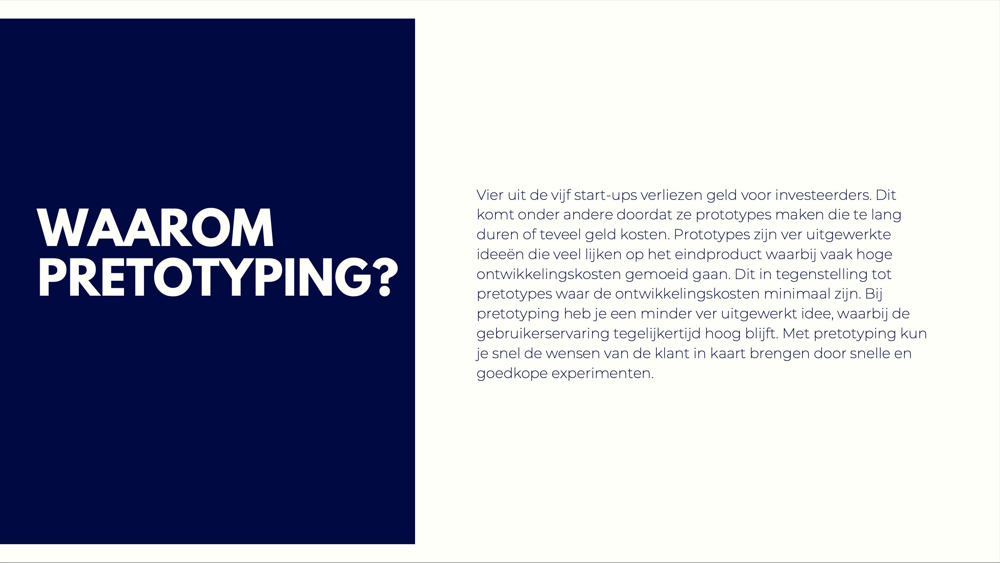 WAAROM
PRETOTYPING?
Vier uit de vijf start-ups verliezen geld voor investeerders. Dit
komt onder andere doordat ze prototypes maken die te lang
duren of teveel geld kosten. Prototypes zijn ver uitgewerkte
ideeën die veel lijken op het eindproduct waarbij vaak hoge
ontwikkelingskosten gemoeid gaan. Dit in tegenstelling tot
pretotypes waar de ontwikkelingskosten minimaal zijn. Bij
pretotyping heb je een minder ver uitgewerkt idee, waarbij de
gebruikerservaring tegelijkertijd hoog blijft. Met pretotyping kun
je snel de wensen van de klant in kaart brengen door snelle en
goedkope experimenten.